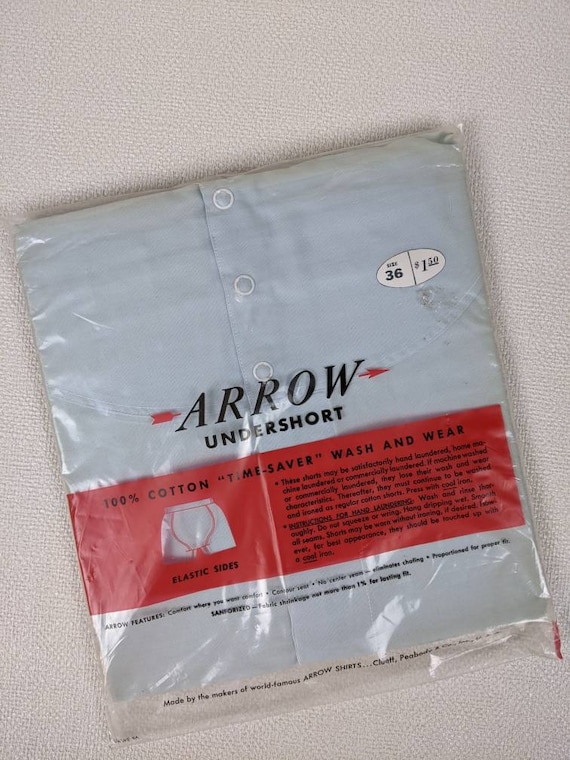 SIZE
36
$1.50
ARROW
UNDERSHORT
100% COTTON "TIME-SAVER" WASH AND WEAR
• These shorts may be satisfactorily hand laundered, home ma-
chine laundered or commercially laundered. If machine washed
or commercially laundered, they lose their wash and wear
characteristics. Thereafter, they must continue to be washed
and ironed as regular cotton shorts. Press with cool iron.
• INSTRUCTIONS FOR HAND LAUNDERING: Wash and rinse thor-
oughly. Do not squeeze or wring. Hang dripping wet. Smooth
all seams. Shorts may be worn without ironing, if desired. How-
ever, for best appearance, they should be touched up with
a cool iron.
ELASTIC SIDES
ARROW FEATURES: Comfort where you want comfort • Contour seat • No center seam—eliminates chafing • Proportioned for proper fit.
SANFORIZED—Fabric shrinkage not more than 1% for lasting fit.
Made by the makers of world-famous ARROW SHIRTS...Cluett, Peabody &